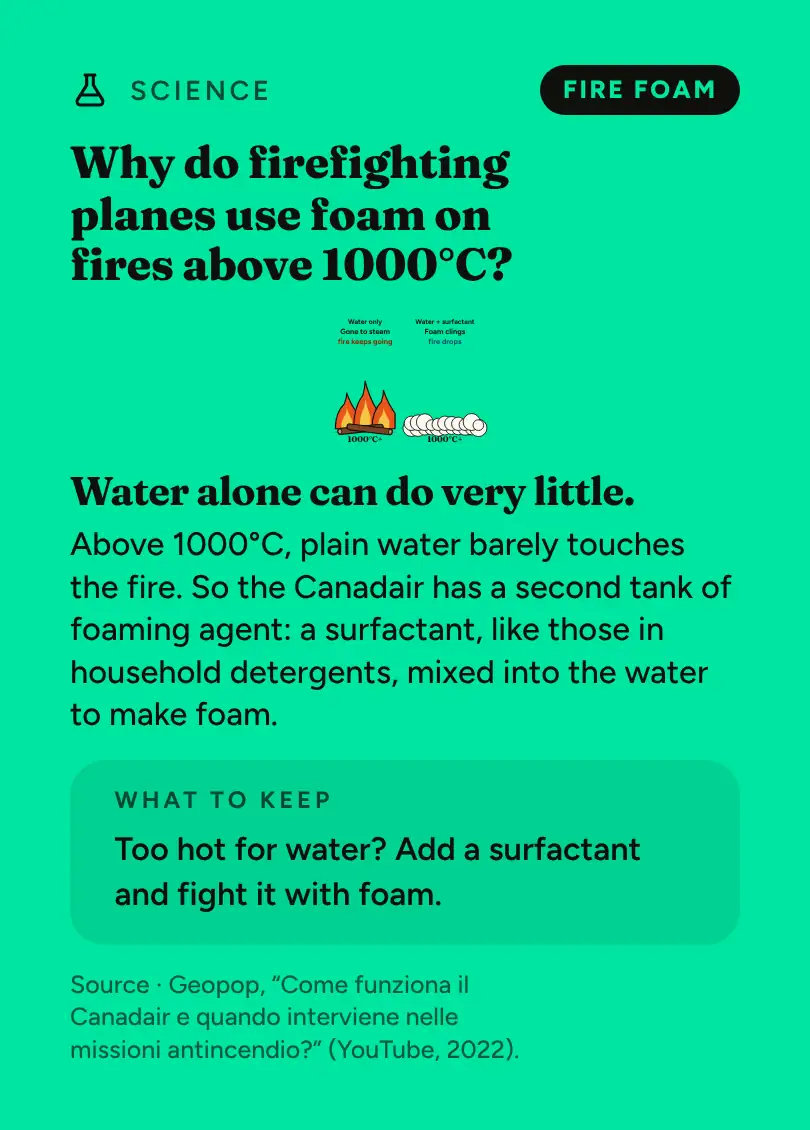 SCIENCE
FIRE FOAM
Why do firefighting
planes use foam on
fires above 1000°C?
Water only
Gone to steam
fire keeps going
Water + surfactant
Foam clings
fire drops
1000°C+
1000°C+
Water alone can do very little.
Above 1000°C, plain water barely touches
the fire. So the Canadair has a second tank of
foaming agent: a surfactant, like those in
household detergents, mixed into the water
to make foam.
WHAT TO KEEP
Too hot for water? Add a surfactant
and fight it with foam.
Source · Geopop, “Come funziona il
Canadair e quando interviene nelle
missioni antincendio?” (YouTube, 2022).